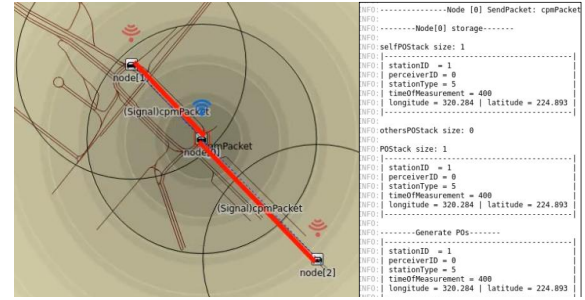 node[1]
(Signal)cpmPacket
cpmPacket
node[0]
(Signal)cpmPacket
node[2]
INFO:---------------Node [0] SendPacket: cpmPacket
INFO:
INFO:--------Node[0] storage-------
INFO:
INFO:selfPOStack size: 1
INFO:|------------------------------------|
INFO:| stationID = 1 |
INFO:| perceiverID = 0 |
INFO:| stationType = 5 |
INFO:| timeOfMeasurement = 400 |
INFO:| longitude = 320.284 | latitude = 224.893 |
INFO:|------------------------------------|
INFO:
INFO:othersPOStack size: 0
INFO:
INFO:POStack size: 1
INFO:|------------------------------------|
INFO:| stationID = 1 |
INFO:| perceiverID = 0 |
INFO:| stationType = 5 |
INFO:| timeOfMeasurement = 400 |
INFO:| longitude = 320.284 | latitude = 224.893 |
INFO:|------------------------------------|
INFO:
INFO:--------Generate POs-------
INFO:|------------------------------------|
INFO:| stationID = 1 |
INFO:| perceiverID = 0 |
INFO:| stationType = 5 |
INFO:| timeOfMeasurement = 400 |
INFO:| longitude = 320.284 | latitude = 224.893 |